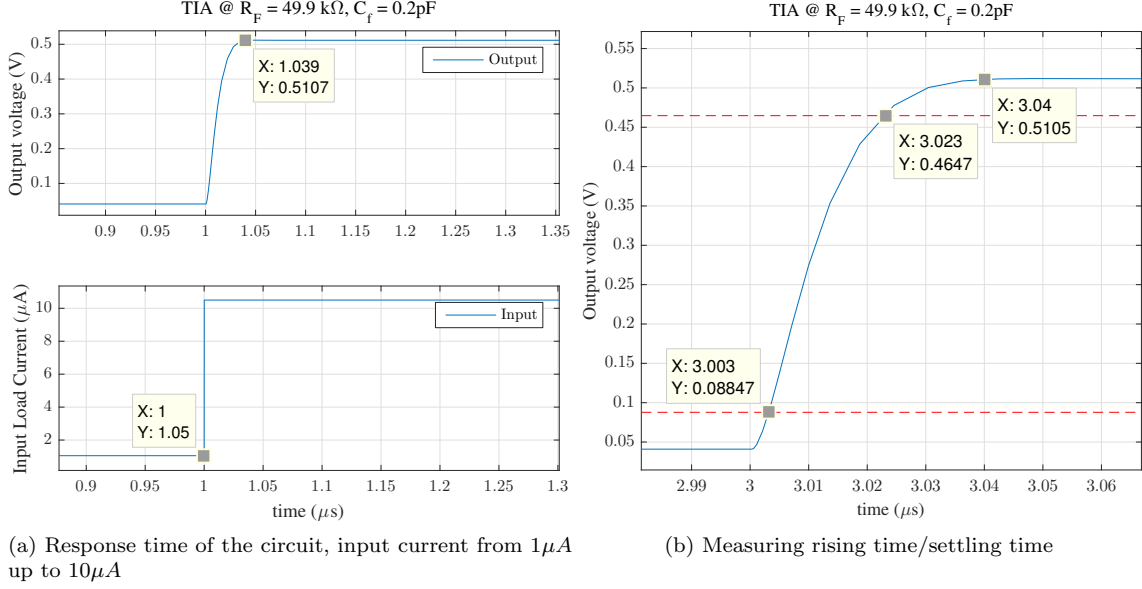 TIA @ R_F = 49.9 kΩ, C_f = 0.2pF
Output voltage (V)
0.5
0.4
0.3
0.2
0.1
Output
X: 1.039
Y: 0.5107
0.9 0.95 1 1.05 1.1 1.15 1.2 1.25 1.3 1.35
Input Load Current (μA)
10
8
6
4
2
Input
X: 1
Y: 1.05
0.9 0.95 1 1.05 1.1 1.15 1.2 1.25 1.3
time (μs)
(a) Response time of the circuit, input current from 1μA
up to 10μA
TIA @ R_F = 49.9 kΩ, C_f = 0.2pF
Output voltage (V)
0.55
0.5
0.45
0.4
0.35
0.3
0.25
0.2
0.15
0.1
0.05
X: 3.04
Y: 0.5105
X: 3.023
Y: 0.4647
X: 3.003
Y: 0.08847
2.99 3 3.01 3.02 3.03 3.04 3.05 3.06
time (μs)
(b) Measuring rising time/settling time